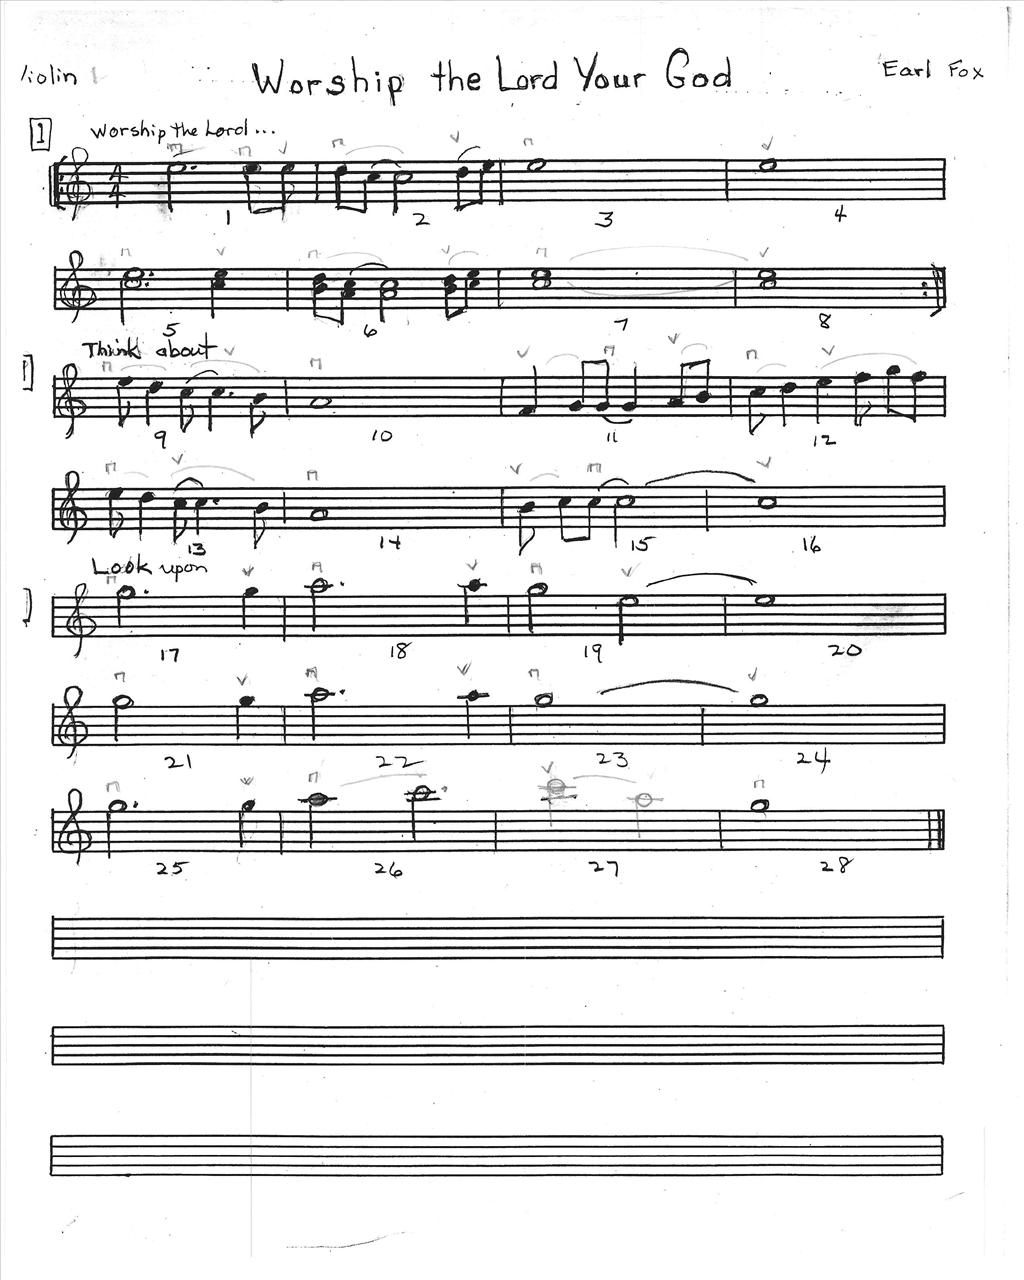 Violin 1 Worship the Lord Your God Earl Fox
1 Worship the Lord...
4
4
1 2 3 4
5 6 7 8
Think about
9 10 11 12
13 14 15 16
Look upon
17 18 19 20
21 22 23 24
25 26 27 28